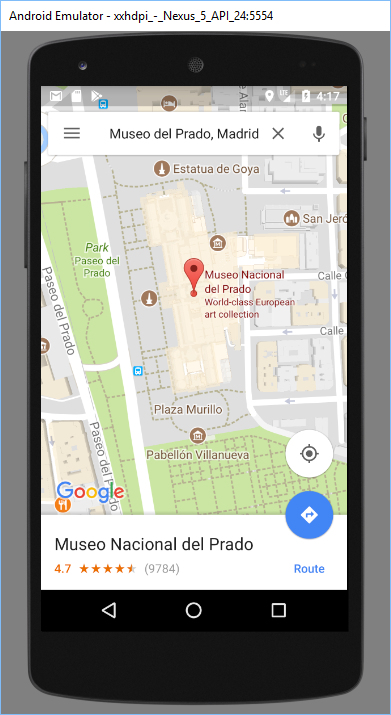 Android Emulator - xxhdpi_-_Nexus_5_API_24:5554
LTE
4:17
Museo del Prado, Madrid
Estatua de Goya
San Jeró
Park
Paseo del
Prado
Museo Nacional
del Prado
World-class European
art collection
Calle
Calle C
Paseo del Prado
Plaza Murillo
Pabellón Villanueva
Paseo del Prado
Google
Museo Nacional del Prado
4.7
(9784)
Route